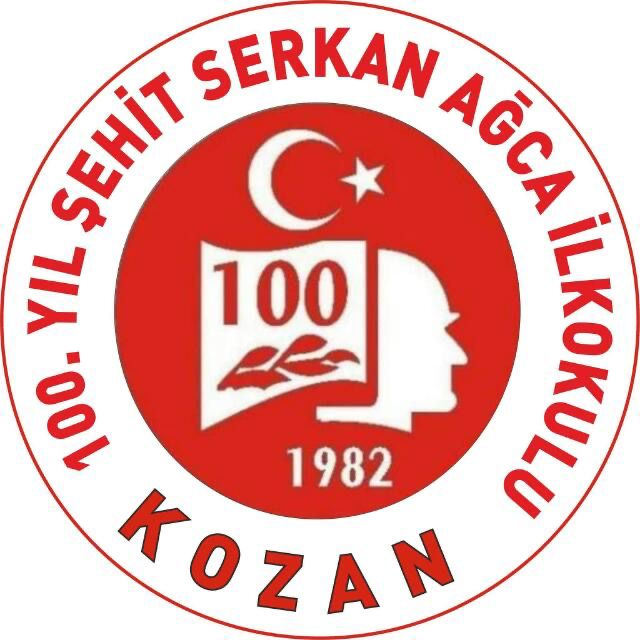 100. YIL ŞEHİT SERKAN AĞCA İLKOKULU
100
1982
KOZAN